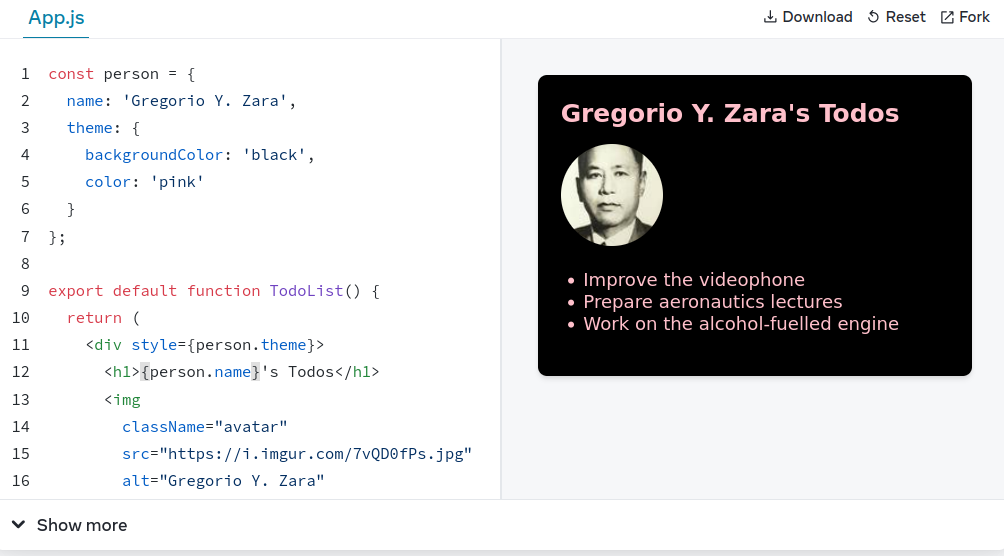 App.js
Download Reset Fork
1 const person = {
2   name: 'Gregorio Y. Zara',
3   theme: {
4     backgroundColor: 'black',
5     color: 'pink'
6   }
7 };
8
9 export default function TodoList() {
10   return (
11     <div style={person.theme}>
12       <h1>{person.name}'s Todos</h1>
13       <img
14         className="avatar"
15         src="https://i.imgur.com/7vQD0fPs.jpg"
16         alt="Gregorio Y. Zara"
Show more
Gregorio Y. Zara's Todos
• Improve the videophone
• Prepare aeronautics lectures
• Work on the alcohol-fuelled engine